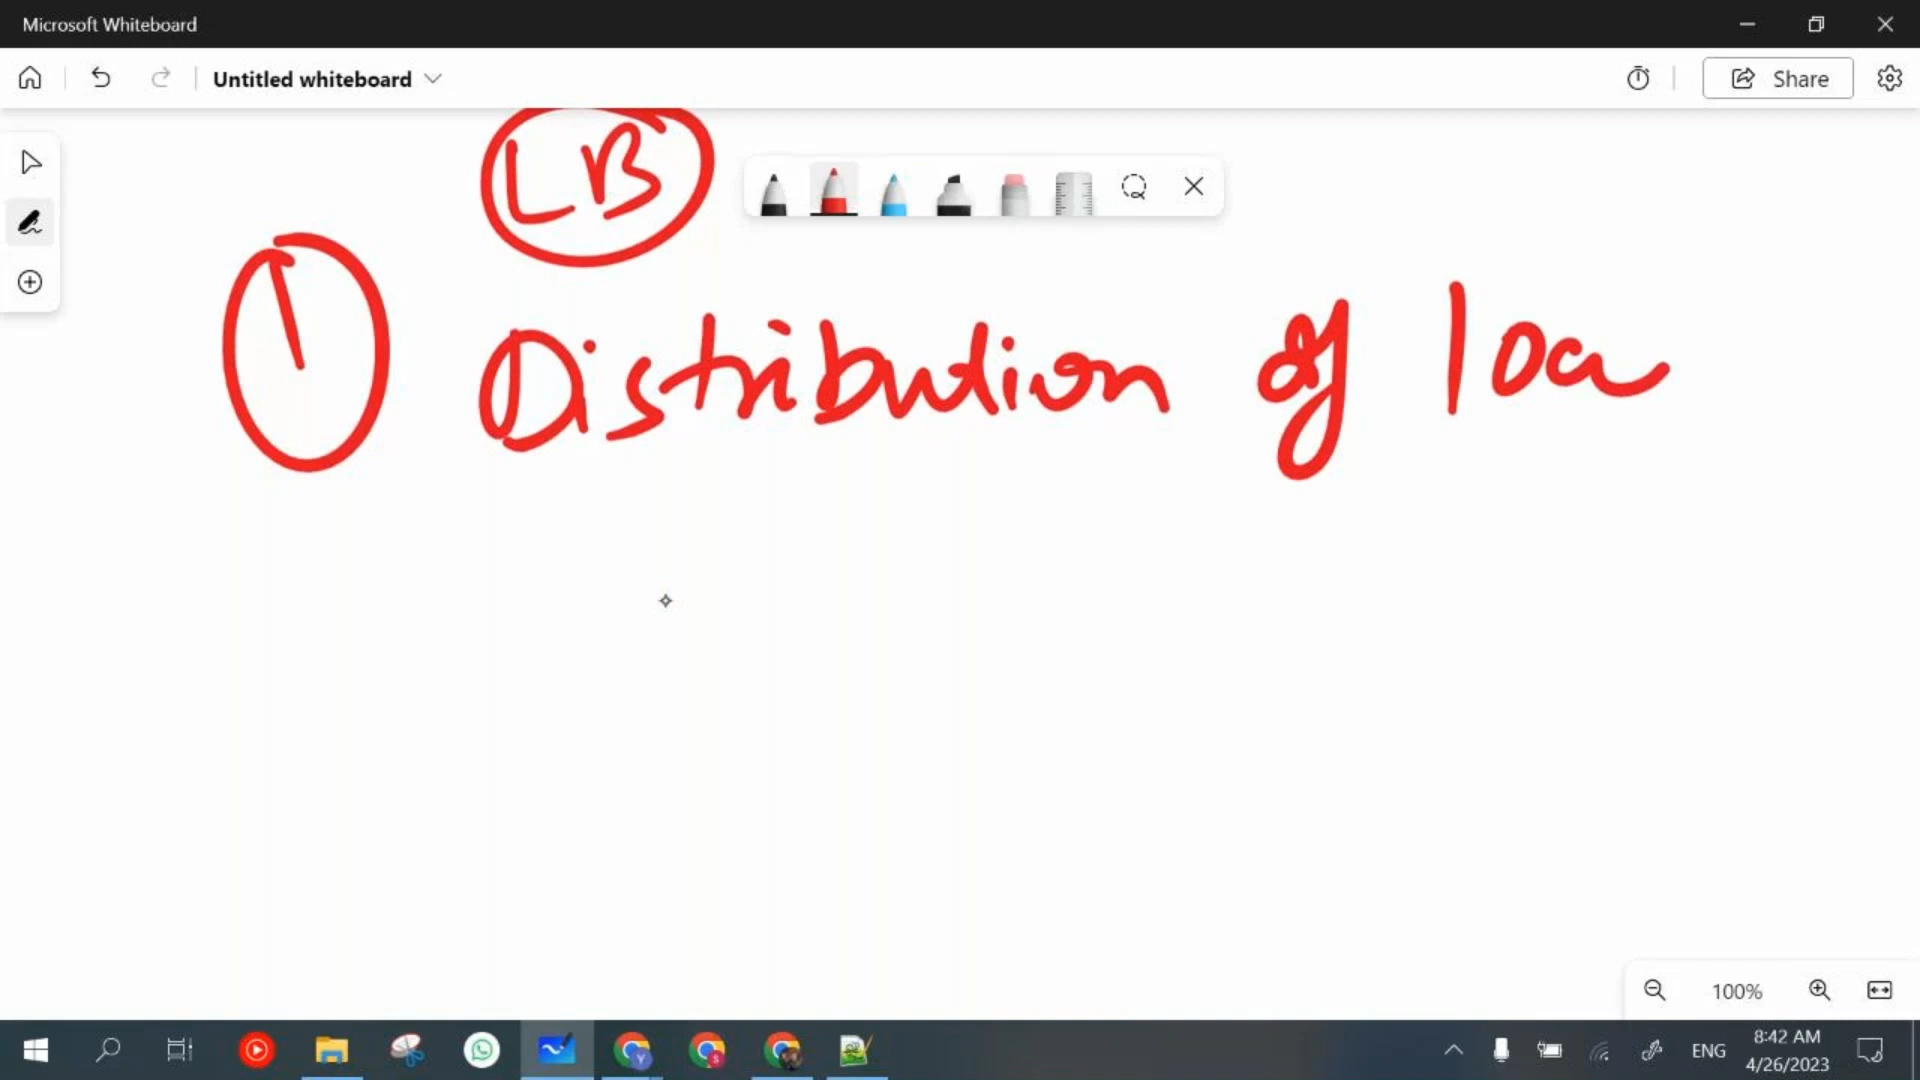 Microsoft Whiteboard
Untitled whiteboard
Share
LB
1 Distribution of loa
100%
ENG
8:42 AM
4/26/2023